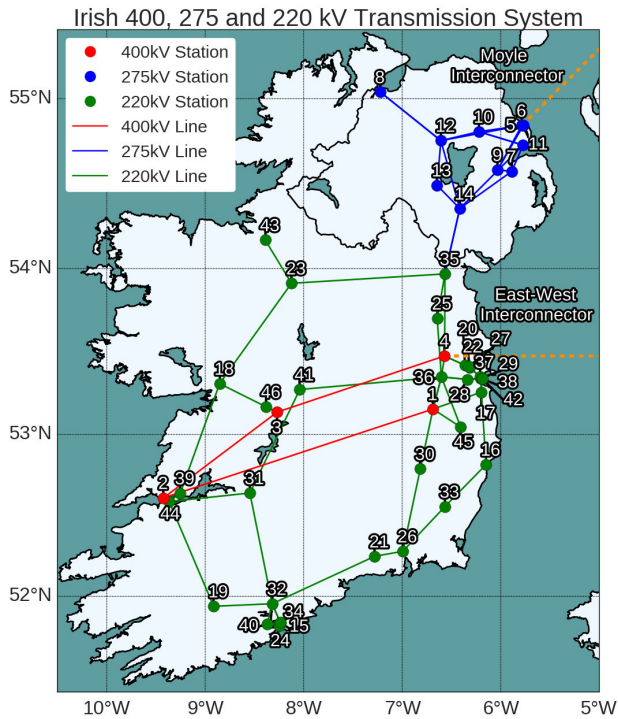 Irish 400, 275 and 220 kV Transmission System
400kV Station
275kV Station
220kV Station
400kV Line
275kV Line
220kV Line
Moyle
Interconnector
8
6
10
5
12
11
9
7
13
14
55°N
43
54°N
23
35
East-West
Interconnector
25
20
4
22
27
37
29
18
41
36
38
46
1
28
42
3
17
53°N
45
30
16
2
39
31
44
33
21
26
52°N
19
32
34
40
15
24
10°W
9°W
8°W
7°W
6°W
5°W